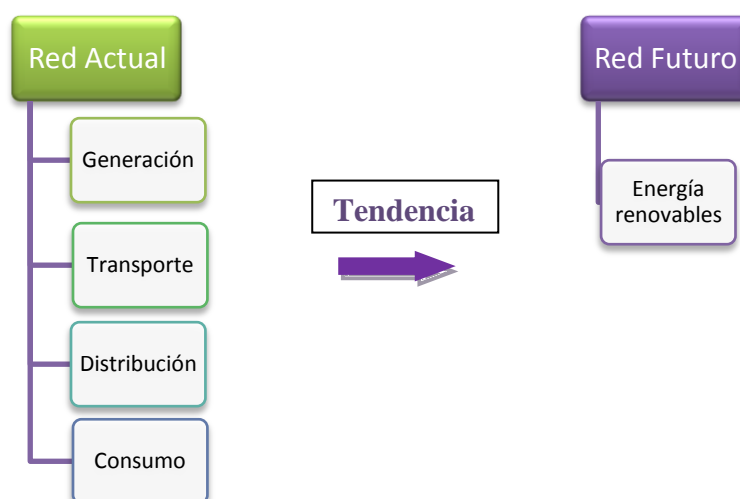 Red Actual
Generación
Transporte
Distribución
Consumo
Tendencia
Red Futuro
Energía
renovables